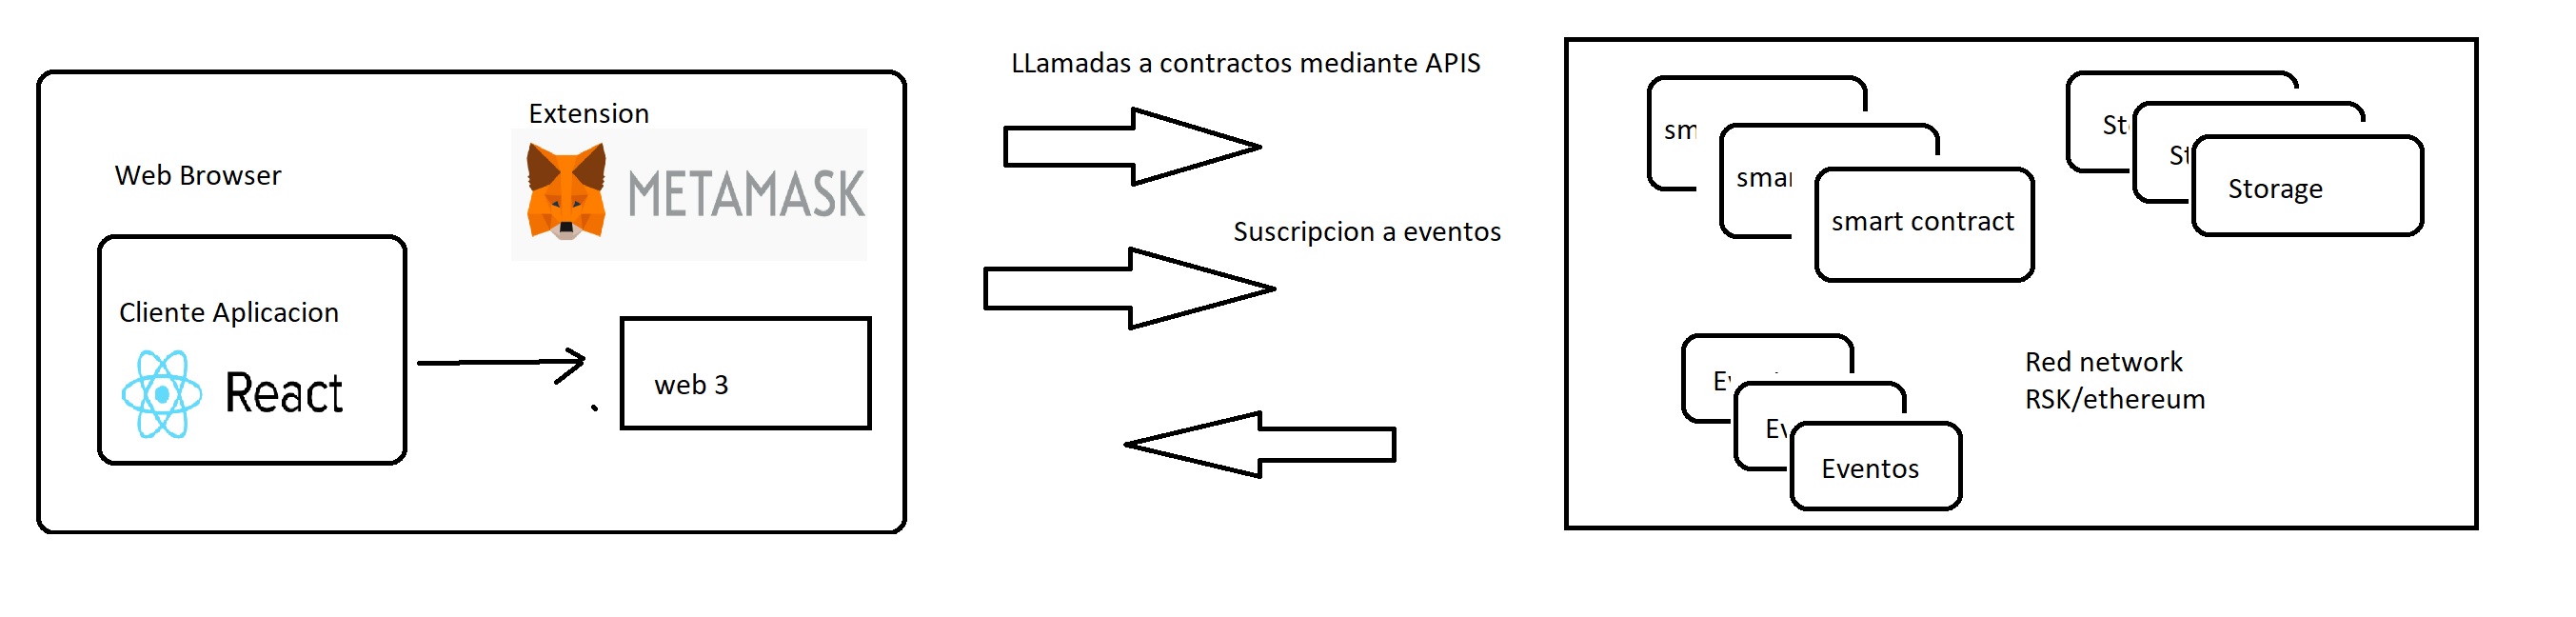 Web Browser
Extension
METAMASK
Cliente Aplicacion
React
web 3
LLamadas a contractos mediante APIS
Suscripcion a eventos
sm
smar
smart contract
St
St
Storage
Ev
Ev
Eventos
Red network
RSK/ethereum